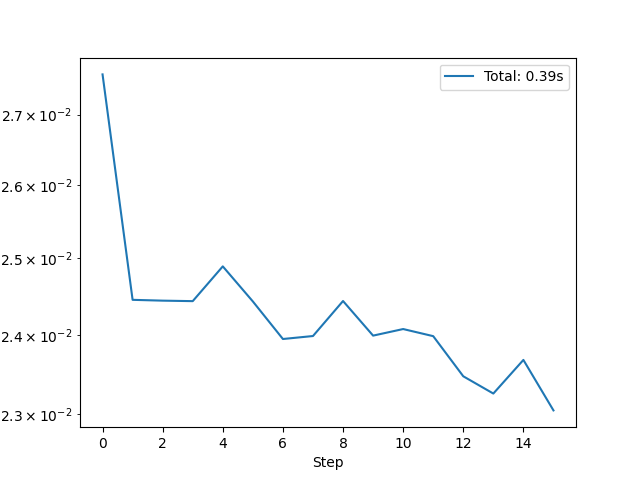 Total: 0.39s
2.7 × 10⁻²
2.6 × 10⁻²
2.5 × 10⁻²
2.4 × 10⁻²
2.3 × 10⁻²
0 2 4 6 8 10 12 14
Step